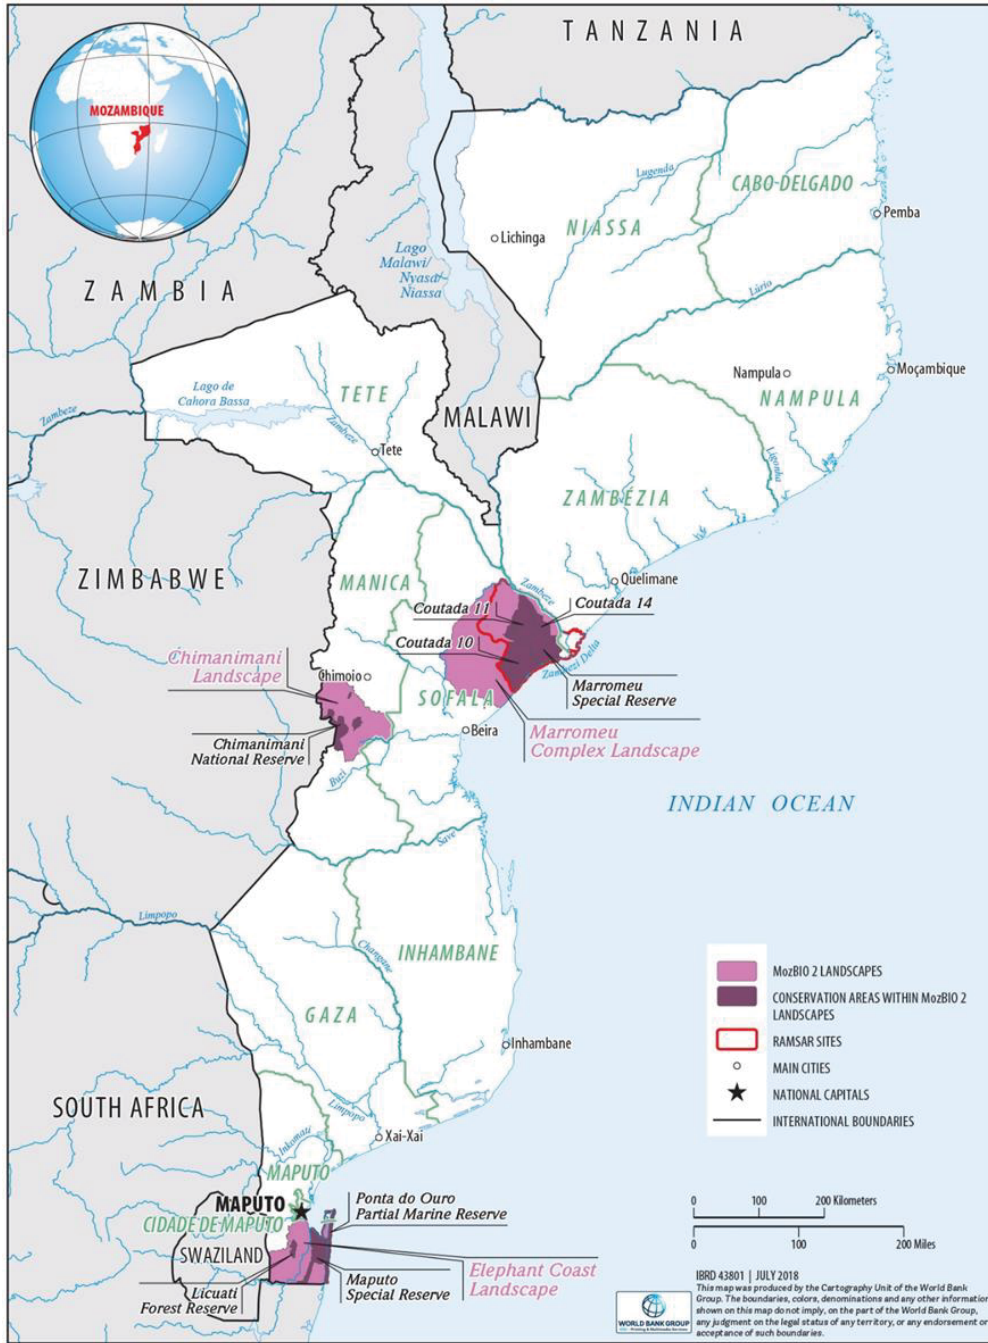 MOZAMBIQUE
TANZANIA
ZAMBIA
MALAWI
ZIMBABWE
SOUTH AFRICA
SWAZILAND
INDIAN OCEAN
Lago
Malawi/
Nyasa/
Niassa
Lugenda
CABO-DELGADO
NIASSA
Pemba
Lichinga
Lúrio
Nampula
Moçambique
NAMPULA
Ligonha
TETE
Lago de
Cahora Bassa
Zambeze
Zambeze
Tete
ZAMBÉZIA
MANICA
Quelimane
Zambeze
Coutada 11
Coutada 14
Coutada 10
Zambezi Delta
Marromeu
Special Reserve
Marromeu
Complex Landscape
Chimanimani
Landscape
Chimoio
SOFALA
Chimanimani
National Reserve
Beira
Buzi
Save
Limpopo
Changane
INHAMBANE
GAZA
Inhambane
Limpopo
Xai-Xai
Inkomati
MAPUTO
MAPUTO
CIDADE DE MAPUTO
Ponta do Ouro
Partial Marine Reserve
Elephant Coast
Landscape
Licuati
Forest Reserve
Maputo
Special Reserve
MozBIO 2 LANDSCAPES
CONSERVATION AREAS WITHIN MozBIO 2
LANDSCAPES
RAMSAR SITES
MAIN CITIES
NATIONAL CAPITALS
INTERNATIONAL BOUNDARIES
0 100 200 Kilometers
0 100 200 Miles
IBRD 43801 | JULY 2018
This map was produced by the Cartography Unit of the World Bank
Group. The boundaries, colors, denominations and any other information
shown on this map do not imply, on the part of the World Bank Group,
any judgment on the legal status of any territory, or any endorsement or
acceptance of such boundaries.
WORLD BANK GROUP